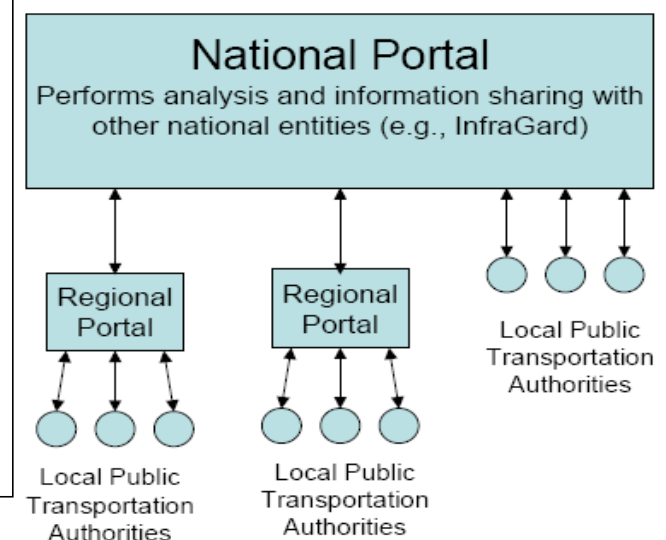 National Portal
Performs analysis and information sharing with
other national entities (e.g., InfraGard)
Regional
Portal
Regional
Portal
Local Public
Transportation
Authorities
Local Public
Transportation
Authorities
Local Public
Transportation
Authorities